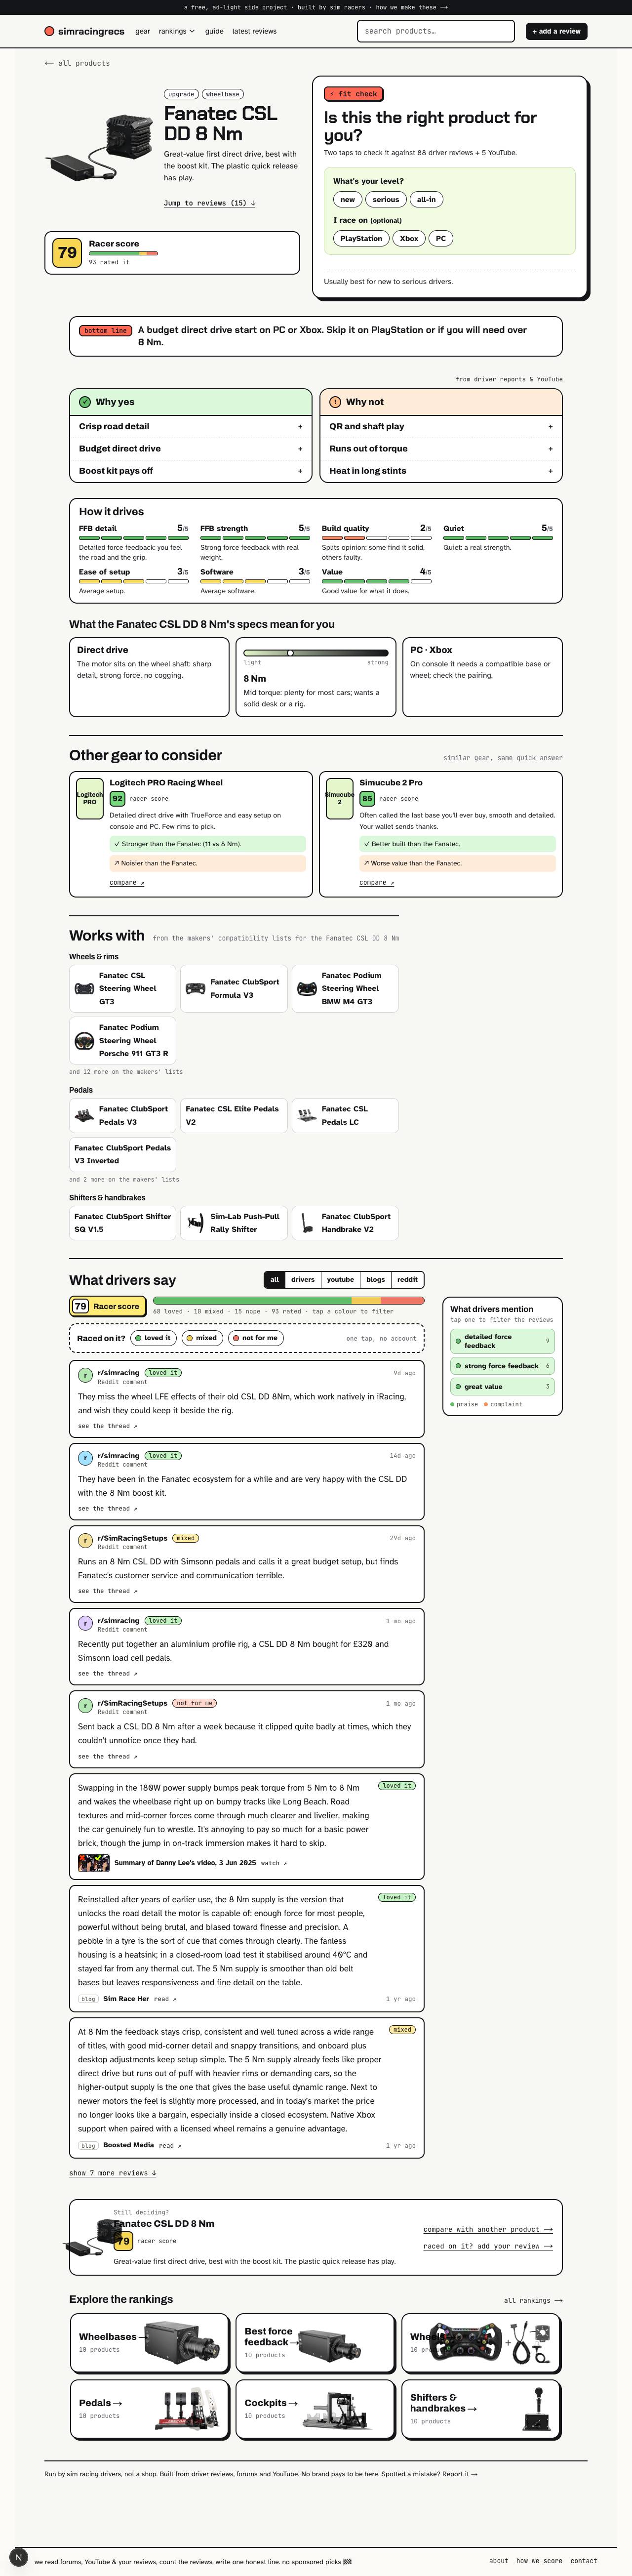 a free, ad-light side project · built by sim racers · how we make these →
simracingrecs
gear
rankings
guide
latest reviews
search products…
+ add a review
← all products
upgrade
wheelbase
Fanatec CSL
DD 8 Nm
Great-value first direct drive, best with
the boost kit. The plastic quick release
has play.
Jump to reviews (15) ↓
79
Racer score
93 rated it
⚡ fit check
Is this the right product for
you?
Two taps to check it against 88 driver reviews + 5 YouTube.
What's your level?
new
serious
all-in
I race on (optional)
PlayStation
Xbox
PC
Usually best for new to serious drivers.
bottom line
A budget direct drive start on PC or Xbox. Skip it on PlayStation or if you will need over
8 Nm.
from driver reports & YouTube
✓ Why yes
Crisp road detail +
Budget direct drive +
Boost kit pays off +
! Why not
QR and shaft play +
Runs out of torque +
Heat in long stints +
How it drives
FFB detail 5/5
Detailed force feedback: you feel
the road and the grip.
FFB strength 5/5
Strong force feedback with real
weight.
Build quality 2/5
Splits opinion: some find it solid,
others faulty.
Quiet 5/5
Quiet: a real strength.
Ease of setup 3/5
Average setup.
Software 3/5
Average software.
Value 4/5
Good value for what it does.
What the Fanatec CSL DD 8 Nm's specs mean for you
Direct drive
The motor sits on the wheel shaft: sharp
detail, strong force, no cogging.
light strong
8 Nm
Mid torque: plenty for most cars; wants a
solid desk or a rig.
PC · Xbox
On console it needs a compatible base or
wheel; check the pairing.
Other gear to consider
similar gear, same quick answer
Logitech
PRO
Logitech PRO Racing Wheel
92 racer score
Detailed direct drive with TrueForce and easy setup on
console and PC. Few rims to pick.
✓ Stronger than the Fanatec (11 vs 8 Nm).
↗ Noisier than the Fanatec.
compare ↗
Simucube
2
Simucube 2 Pro
85 racer score
Often called the last base you'll ever buy, smooth and detailed.
Your wallet sends thanks.
✓ Better built than the Fanatec.
↗ Worse value than the Fanatec.
compare ↗
Works with
from the makers' compatibility lists for the Fanatec CSL DD 8 Nm
Wheels & rims
Fanatec CSL
Steering Wheel
GT3
Fanatec ClubSport
Formula V3
Fanatec Podium
Steering Wheel
BMW M4 GT3
Fanatec Podium
Steering Wheel
Porsche 911 GT3 R
and 12 more on the makers' lists
Pedals
Fanatec ClubSport
Pedals V3
Fanatec CSL Elite Pedals
V2
Fanatec CSL
Pedals LC
Fanatec ClubSport Pedals
V3 Inverted
and 2 more on the makers' lists
Shifters & handbrakes
Fanatec ClubSport Shifter
SQ V1.5
Sim-Lab Push-Pull
Rally Shifter
Fanatec ClubSport
Handbrake V2
What drivers say
all
drivers
youtube
blogs
reddit
79 Racer score
68 loved · 10 mixed · 15 nope · 93 rated · tap a colour to filter
Raced on it?
loved it
mixed
not for me
one tap, no account
What drivers mention
tap one to filter the reviews
detailed force
feedback 9
strong force feedback 6
great value 3
praise
complaint
r r/simracing loved it 9d ago
Reddit comment
They miss the wheel LFE effects of their old CSL DD 8Nm, which work natively in iRacing,
and wish they could keep it beside the rig.
see the thread ↗
r r/simracing loved it 14d ago
Reddit comment
They have been in the Fanatec ecosystem for a while and are very happy with the CSL DD
with the 8 Nm boost kit.
see the thread ↗
r r/SimRacingSetups mixed 29d ago
Reddit comment
Runs an 8 Nm CSL DD with Simsonn pedals and calls it a great budget setup, but finds
Fanatec's customer service and communication terrible.
see the thread ↗
r r/simracing loved it 1 mo ago
Reddit comment
Recently put together an aluminium profile rig, a CSL DD 8 Nm bought for £320 and
Simsonn load cell pedals.
see the thread ↗
r r/SimRacingSetups not for me 1 mo ago
Reddit comment
Sent back a CSL DD 8 Nm after a week because it clipped quite badly at times, which they
couldn't unnotice once they had.
see the thread ↗
Swapping in the 180W power supply bumps peak torque from 5 Nm to 8 Nm
and wakes the wheelbase right up on bumpy tracks like Long Beach. Road
textures and mid-corner forces come through much clearer and livelier, making
the car genuinely fun to wrestle. It's annoying to pay so much for a basic power
brick, though the jump in on-track immersion makes it hard to skip.
loved it
Summary of Danny Lee's video, 3 Jun 2025 watch ↗
Reinstalled after years of earlier use, the 8 Nm supply is the version that
unlocks the road detail the motor is capable of: enough force for most people,
powerful without being brutal, and biased toward finesse and precision. A
pebble in a tyre is the sort of cue that comes through clearly. The fanless
housing is a heatsink; in a closed-room load test it stabilised around 40°C and
stayed far from any thermal cut. The 5 Nm supply is smoother than old belt
bases but leaves responsiveness and fine detail on the table.
loved it
blog Sim Race Her read ↗ 1 yr ago
At 8 Nm the feedback stays crisp, consistent and well tuned across a wide range
of titles, with good mid-corner detail and snappy transitions, and onboard plus
desktop adjustments keep setup simple. The 5 Nm supply already feels like proper
direct drive but runs out of puff with heavier rims or demanding cars, so the
higher-output supply is the one that gives the base useful dynamic range. Next to
newer motors the feel is slightly more processed, and in today's market the price
no longer looks like a bargain, especially inside a closed ecosystem. Native Xbox
support when paired with a licensed wheel remains a genuine advantage.
mixed
blog Boosted Media read ↗ 1 yr ago
show 7 more reviews ↓
Still deciding?
Fanatec CSL DD 8 Nm
79 racer score
Great-value first direct drive, best with the boost kit. The plastic quick release has play.
compare with another product →
raced on it? add your review →
Explore the rankings
all rankings →
Wheelbases →
10 products
Best force
feedback →
10 products
10
Pedals →
10 products
Cockpits →
10 products
Shifters &
handbrakes →
10 products
Run by sim racing drivers, not a shop. Built from driver reviews, forums and YouTube. No brand pays to be here. Spotted a mistake? Report it →
N
we read forums, YouTube & your reviews, count the reviews, write one honest line. no sponsored picks
about
how we score
contact